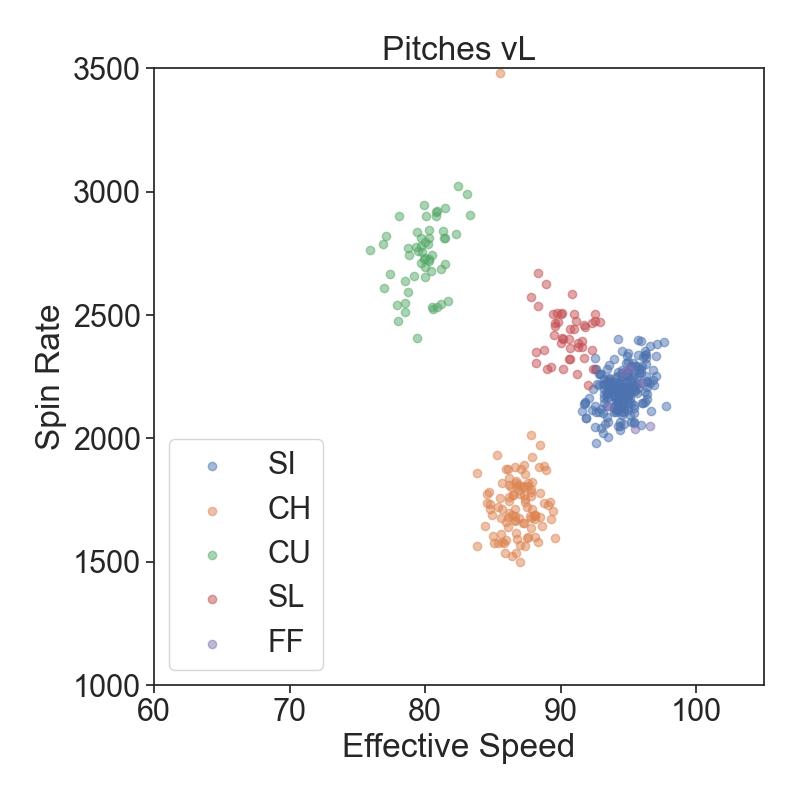 Pitches vL
3500
3000
2500
2000
1500
1000
Spin Rate
SI
CH
CU
SL
FF
60 70 80 90 100
Effective Speed